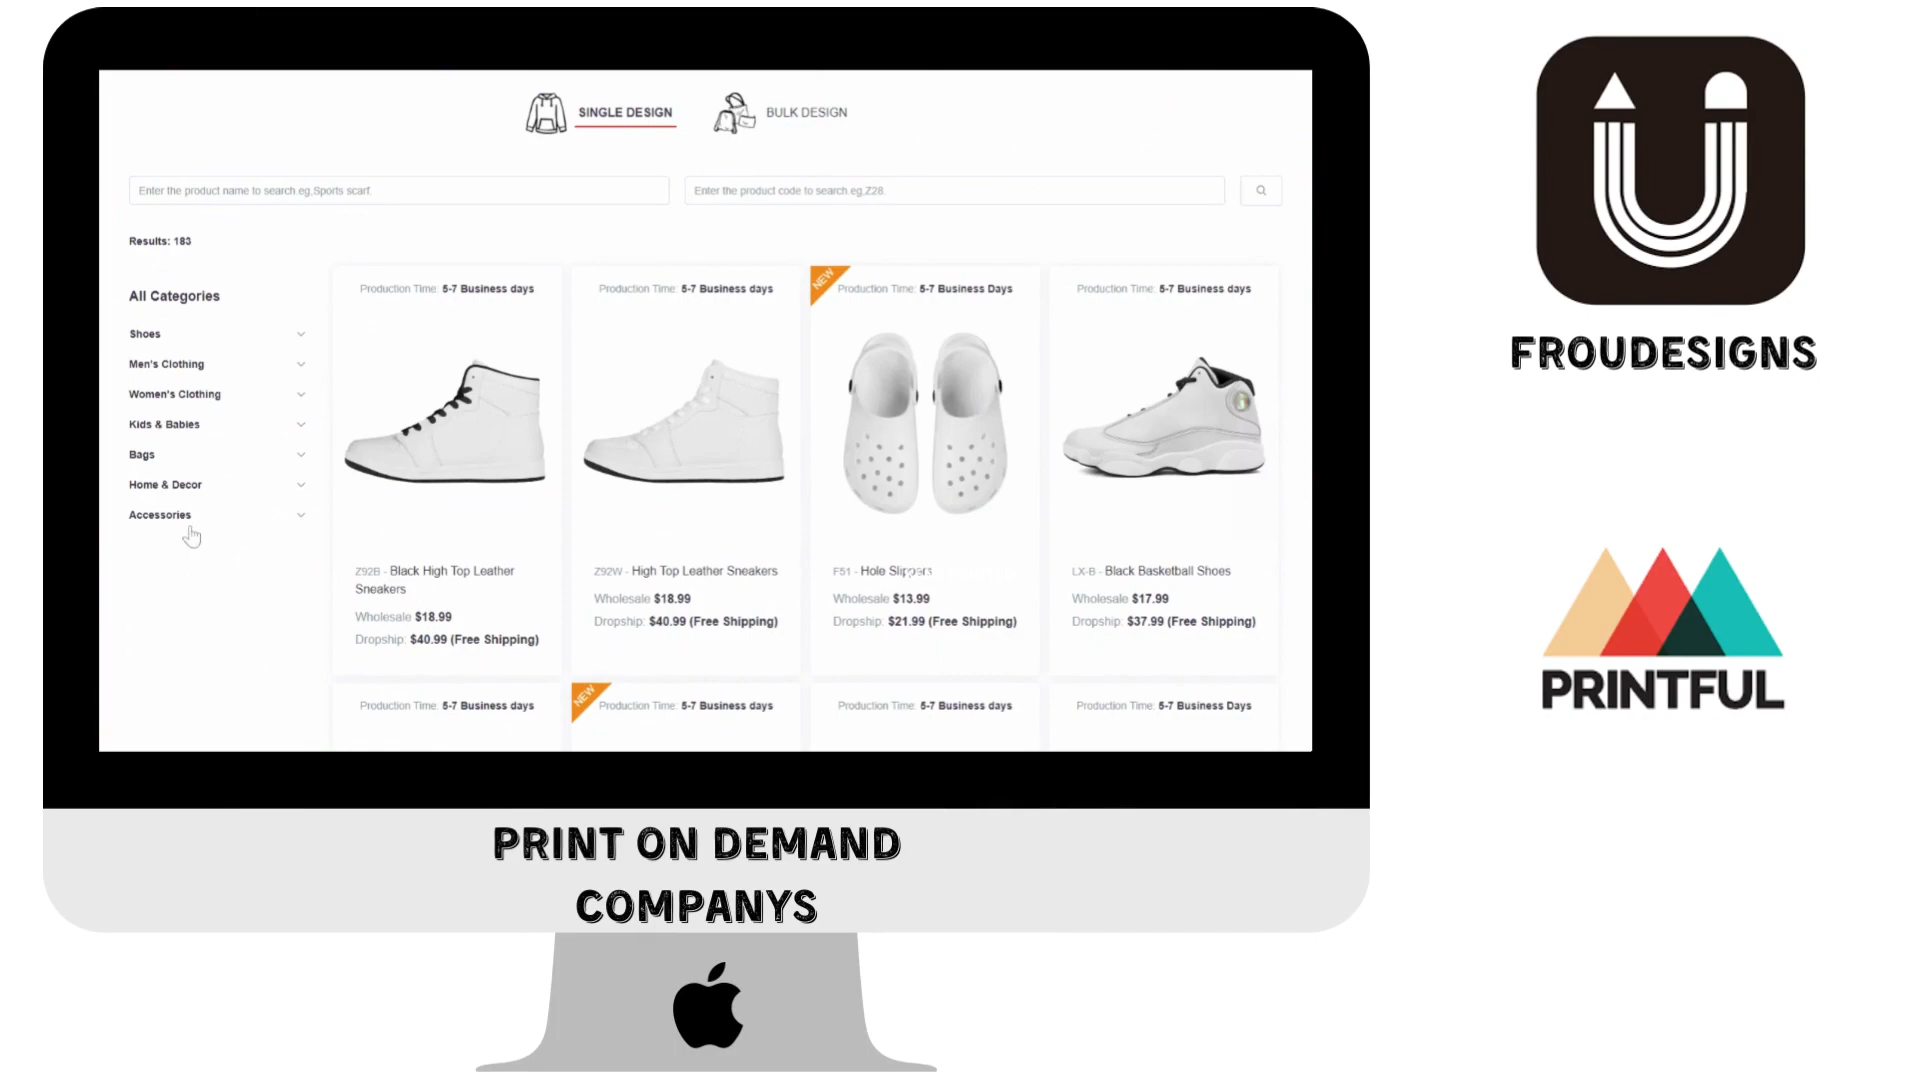 SINGLE DESIGN
BULK DESIGN
Enter the product name to search.eg,Sports scarf.
Enter the product code to search.eg,Z28.
Results: 183
All Categories
Shoes
Men's Clothing
Women's Clothing
Kids & Babies
Bags
Home & Decor
Accessories
Production Time: 5-7 Business days
Z92B - Black High Top Leather
Sneakers
Wholesale $18.99
Dropship: $40.99 (Free Shipping)
Production Time: 5-7 Business days
Z92W - High Top Leather Sneakers
Wholesale $18.99
Dropship: $40.99 (Free Shipping)
NEW
Production Time: 5-7 Business Days
F51 - Hole Slippers
Wholesale $13.99
Dropship: $21.99 (Free Shipping)
Production Time: 5-7 Business days
LX-B - Black Basketball Shoes
Wholesale $17.99
Dropship: $37.99 (Free Shipping)
Production Time: 5-7 Business days
NEW
Production Time: 5-7 Business days
Production Time: 5-7 Business days
Production Time: 5-7 Business Days
PRINT ON DEMAND
COMPANYS
FROUDESIGNS
PRINTFUL